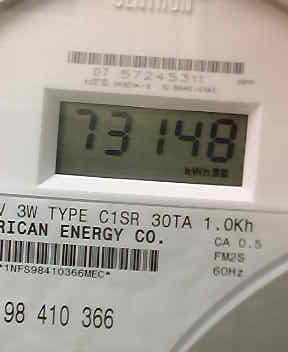 CENTRON
07 57245311
73148
kWh
V 3W TYPE C1SR 30TA 1.0Kh
RICAN ENERGY CO.
CA 0.5
FM2S
*1NFS98410366MEC*
60Hz
98 410 366